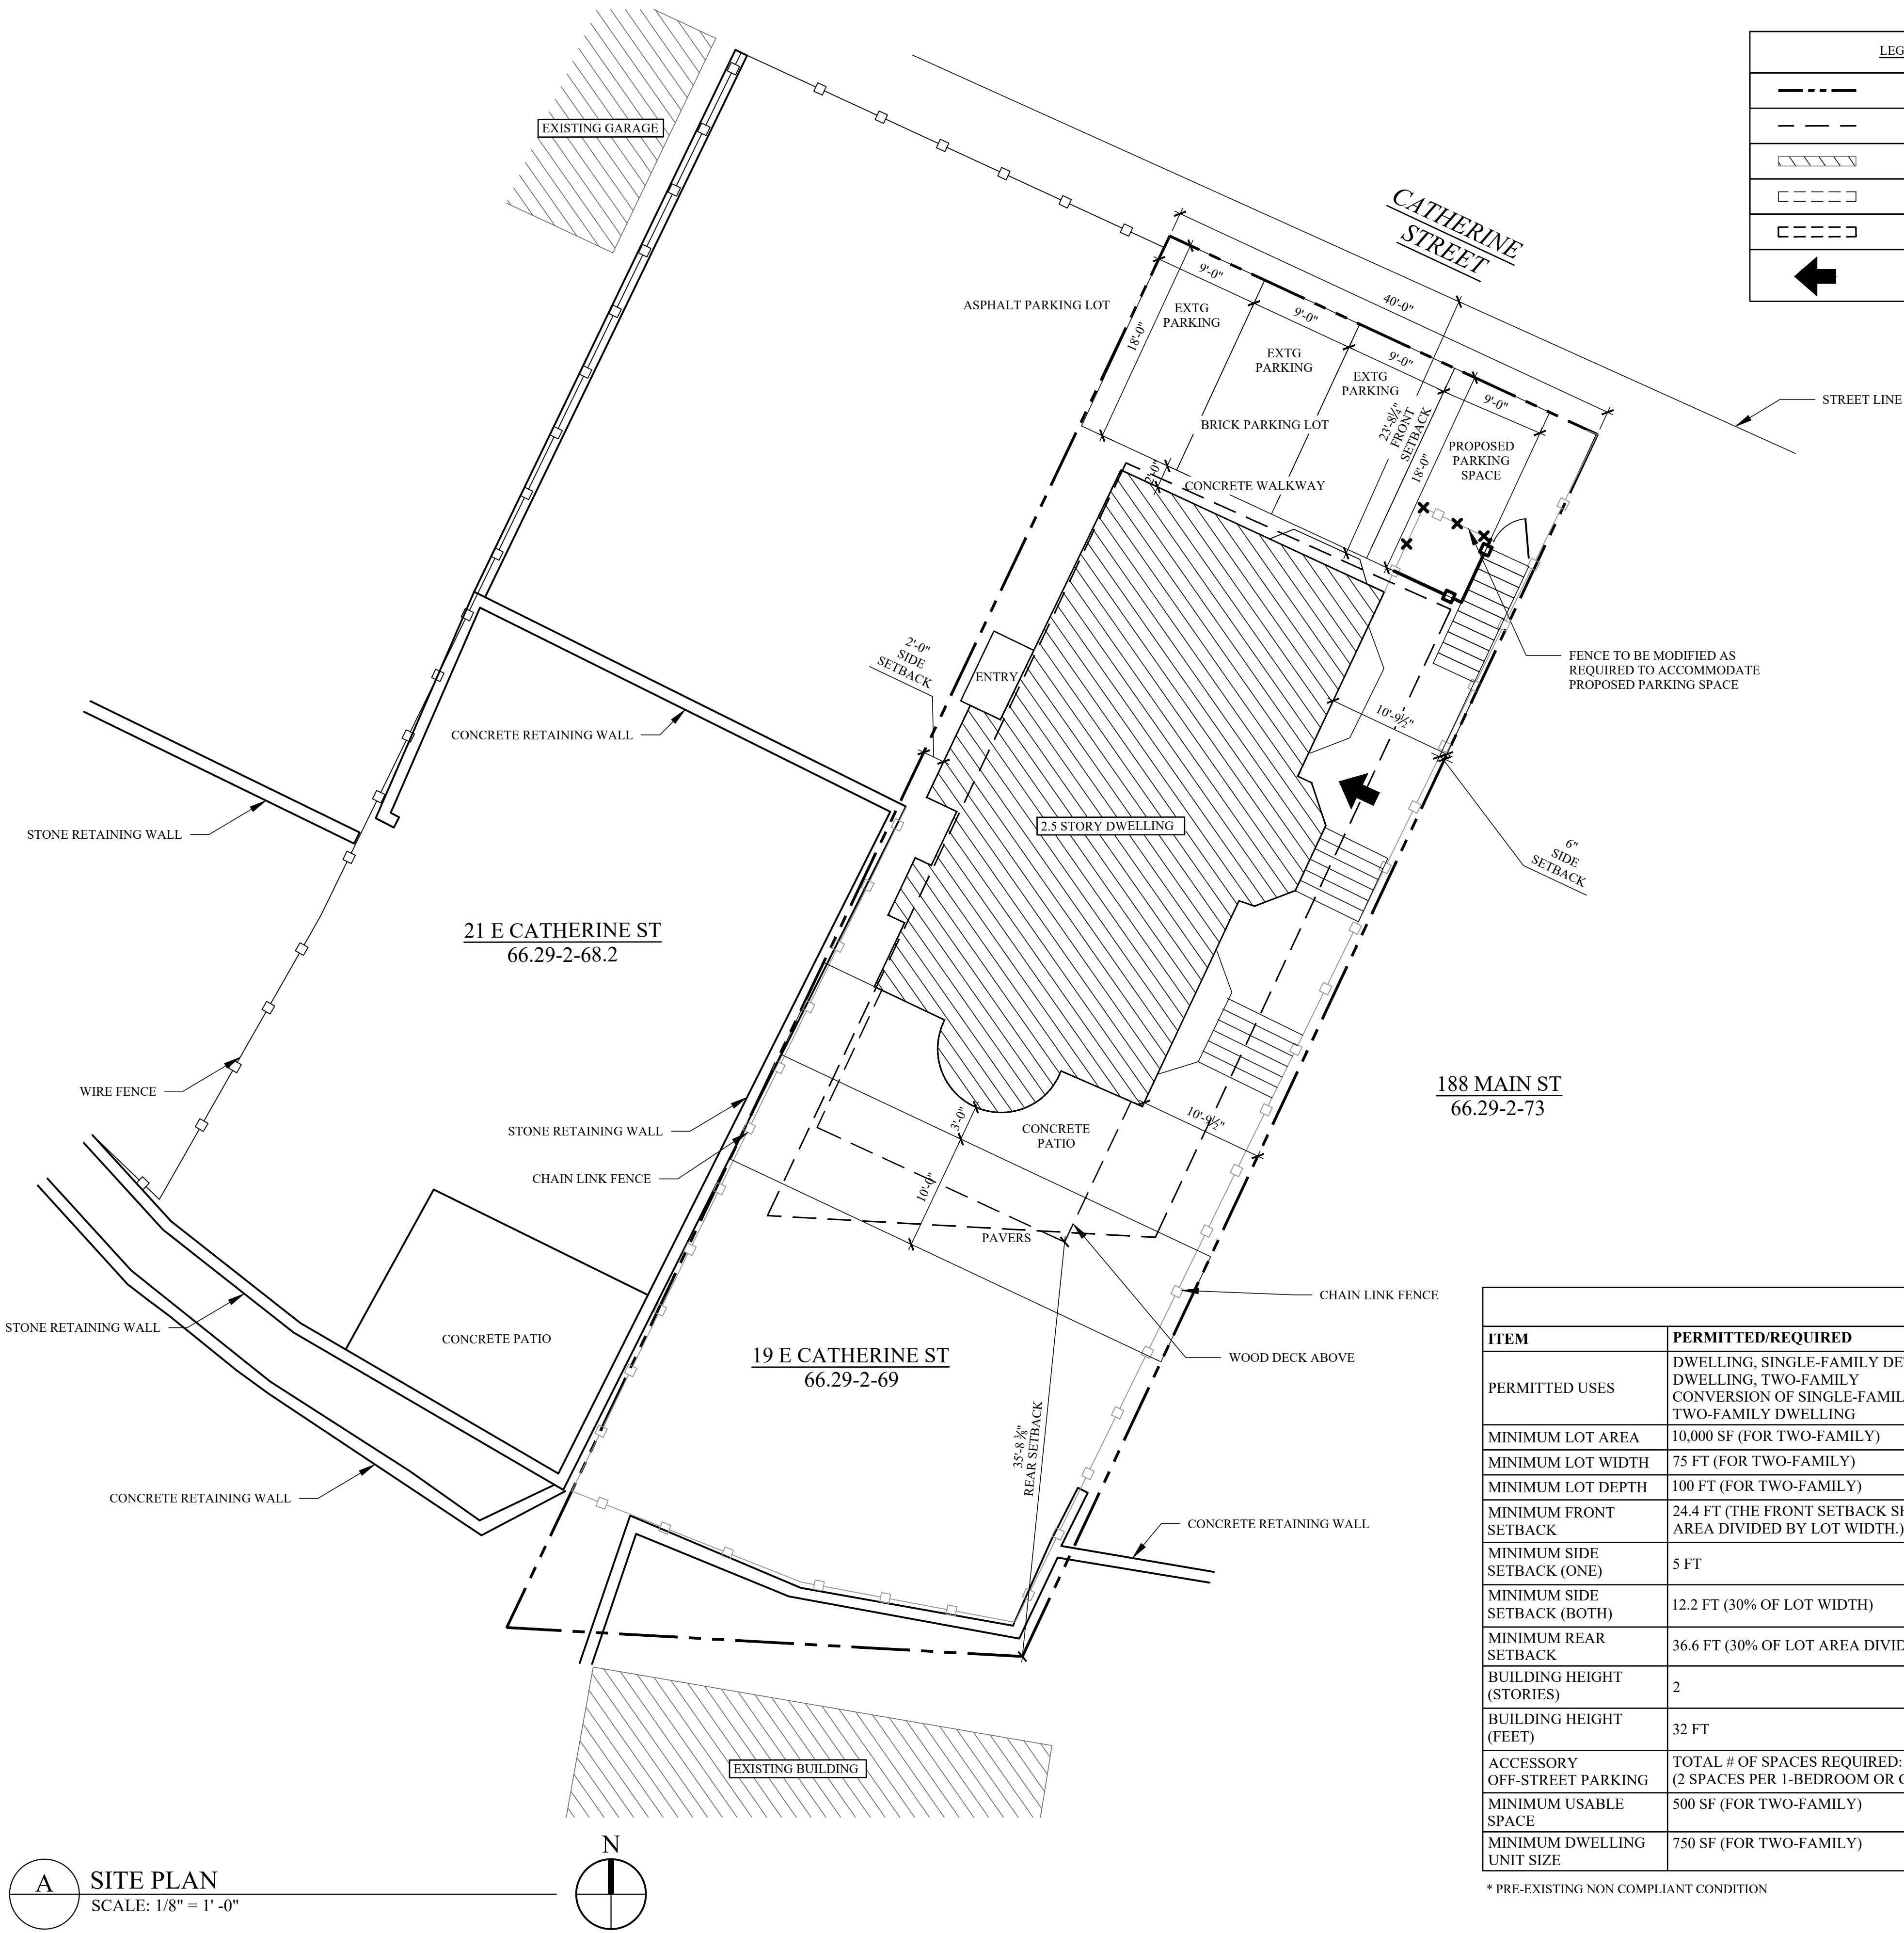 LEG
EXISTING GARAGE
CATHERINE
STREET
9'-0"
40'-0"
9'-0"
9'-0"
9'-0"
18'-0"
ASPHALT PARKING LOT
EXTG
PARKING
EXTG
PARKING
EXTG
PARKING
STREET LINE
BRICK PARKING LOT
23'-8¼"
FRONT
SETBACK
18'-0"
PROPOSED
PARKING
SPACE
2'-0"
CONCRETE WALKWAY
FENCE TO BE MODIFIED AS
REQUIRED TO ACCOMMODATE
PROPOSED PARKING SPACE
2'-0"
SIDE
SETBACK
ENTRY
10'-9½"
CONCRETE RETAINING WALL
STONE RETAINING WALL
2.5 STORY DWELLING
6"
SIDE
SETBACK
21 E CATHERINE ST
66.29-2-68.2
WIRE FENCE
188 MAIN ST
66.29-2-73
STONE RETAINING WALL
CHAIN LINK FENCE
3'-0"
CONCRETE
PATIO
10'-9½"
10'-0"
PAVERS
CHAIN LINK FENCE
STONE RETAINING WALL
CONCRETE PATIO
WOOD DECK ABOVE
19 E CATHERINE ST
66.29-2-69
35'-8 ⅜"
REAR SETBACK
CONCRETE RETAINING WALL
CONCRETE RETAINING WALL
EXISTING BUILDING
ITEM PERMITTED/REQUIRED
PERMITTED USES
DWELLING, SINGLE-FAMILY DE
DWELLING, TWO-FAMILY
CONVERSION OF SINGLE-FAMIL
TWO-FAMILY DWELLING
MINIMUM LOT AREA 10,000 SF (FOR TWO-FAMILY)
MINIMUM LOT WIDTH 75 FT (FOR TWO-FAMILY)
MINIMUM LOT DEPTH 100 FT (FOR TWO-FAMILY)
MINIMUM FRONT
SETBACK
24.4 FT (THE FRONT SETBACK S
AREA DIVIDED BY LOT WIDTH.)
MINIMUM SIDE
SETBACK (ONE)
5 FT
MINIMUM SIDE
SETBACK (BOTH)
12.2 FT (30% OF LOT WIDTH)
MINIMUM REAR
SETBACK
36.6 FT (30% OF LOT AREA DIVID
BUILDING HEIGHT
(STORIES)
2
BUILDING HEIGHT
(FEET)
32 FT
ACCESSORY
OFF-STREET PARKING
TOTAL # OF SPACES REQUIRED:
(2 SPACES PER 1-BEDROOM OR
MINIMUM USABLE
SPACE
500 SF (FOR TWO-FAMILY)
MINIMUM DWELLING
UNIT SIZE
750 SF (FOR TWO-FAMILY)
* PRE-EXISTING NON COMPLIANT CONDITION
A
SITE PLAN
SCALE: 1/8" = 1' -0"
N